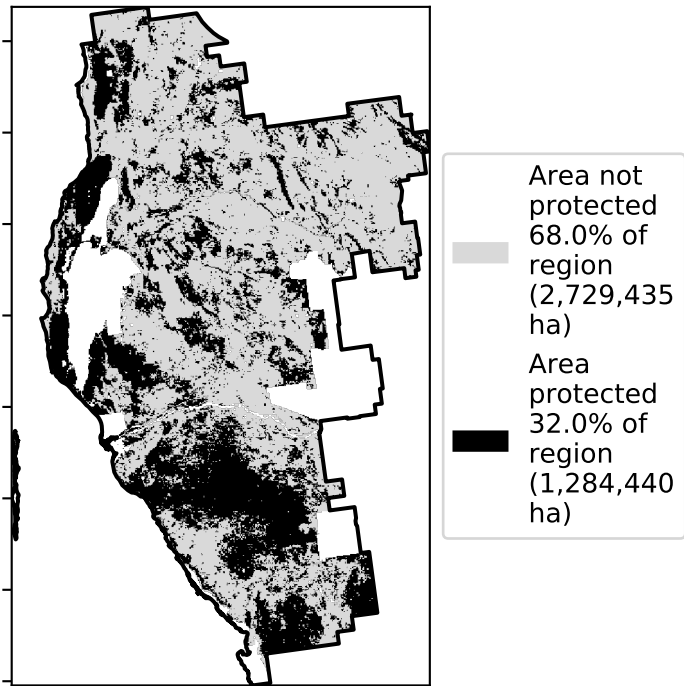 Area not
protected
68.0% of
region
(2,729,435
ha)
Area
protected
32.0% of
region
(1,284,440
ha)